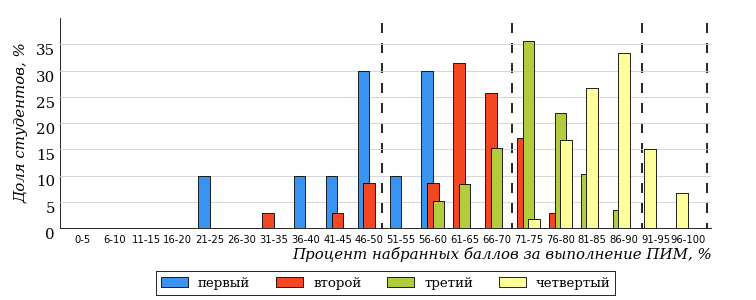 Доля студентов, %
35
30
25
20
15
10
5
0
0-5 6-10 11-15 16-20 21-25 26-30 31-35 36-40 41-45 46-50 51-55 56-60 61-65 66-70 71-75 76-80 81-85 86-90 91-95 96-100
Процент набранных баллов за выполнение ПИМ, %
первый второй третий четвертый